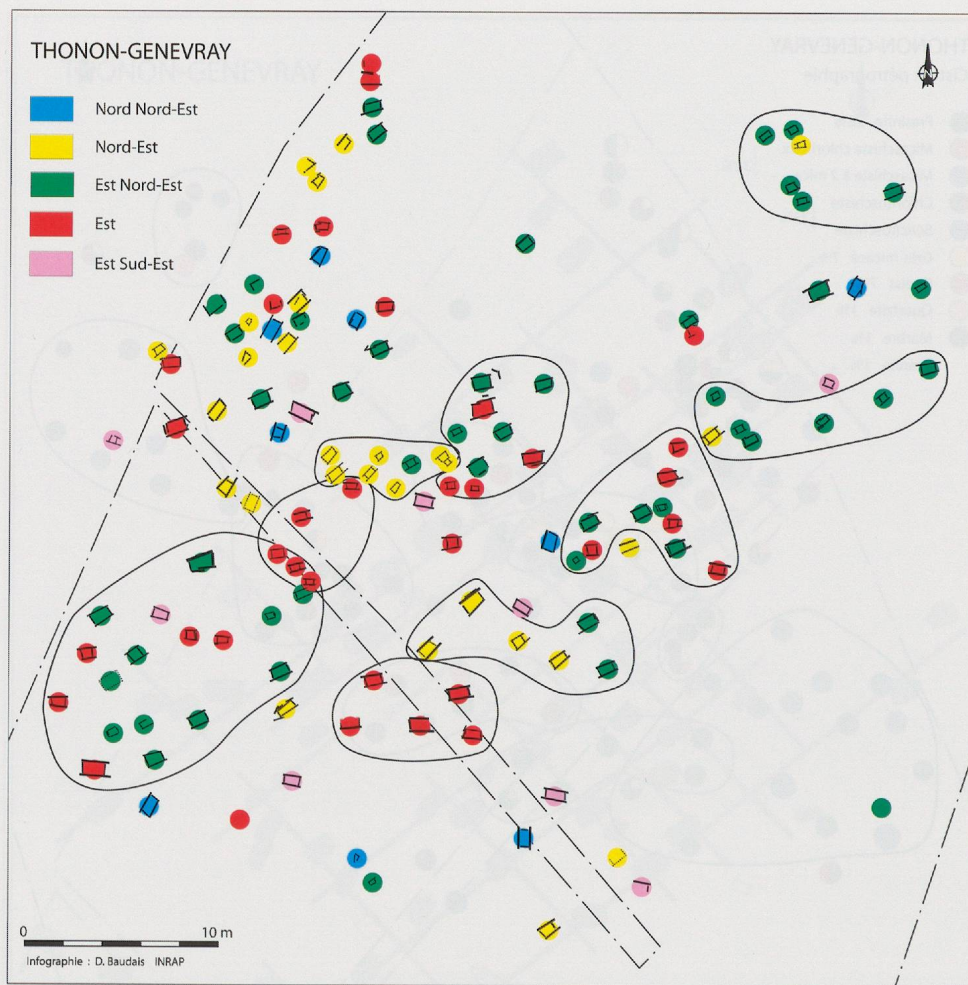 THONON-GENEVRAY
N
Nord Nord-Est
Nord-Est
Est Nord-Est
Est
Est Sud-Est
0 10 m
Infographie : D. Baudais INRAP